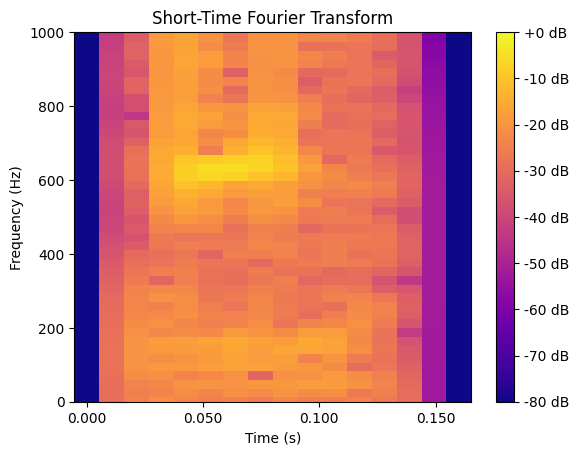 Short-Time Fourier Transform
1000
800
600
400
200
0
Frequency (Hz)
0.000
0.050
0.100
0.150
Time (s)
+0 dB
-10 dB
-20 dB
-30 dB
-40 dB
-50 dB
-60 dB
-70 dB
-80 dB